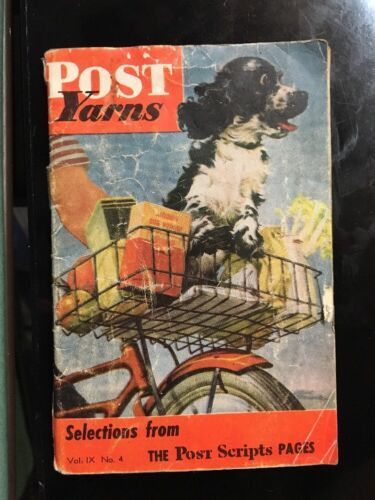 POST
Yarns
Selections from
THE POST Scripts PAGES
Vol. IX No. 4